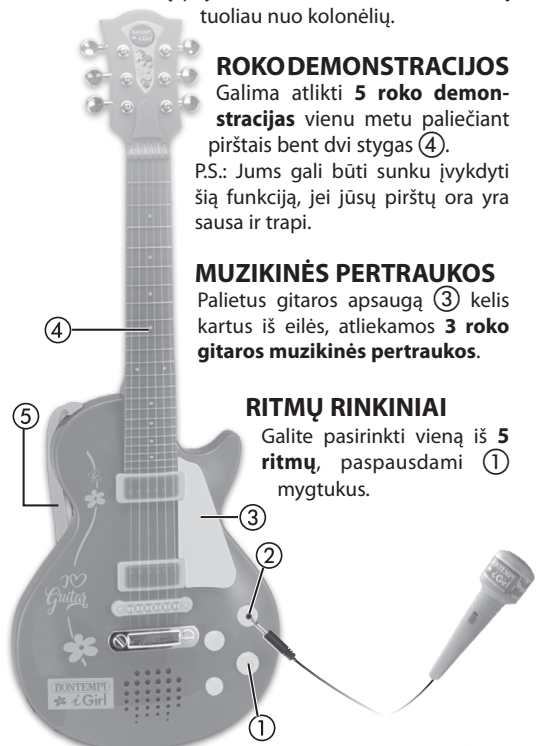 tuoliau nuo kolonėlių.
ROKO DEMONSTRACIJOS
Galima atlikti 5 roko demon-
stracijas vienu metu paliečiant
pirštais bent dvi stygas ④.
P.S.: Jums gali būti sunku įvykdyti
šią funkciją, jei jūsų pirštų ora yra
sausa ir trapi.
MUZIKINĖS PERTRAUKOS
Palietus gitaros apsaugą ③ kelis
kartus iš eilės, atliekamos 3 roko
gitaros muzikinės pertraukos.
④
RITMŲ RINKINIAI
Galite pasirinkti vieną iš 5
ritmų, paspausdami ①
mygtukus.
⑤
③
②
I
Guitar
BONTEMPI
iGirl
BONTEMPI
iGirl
①